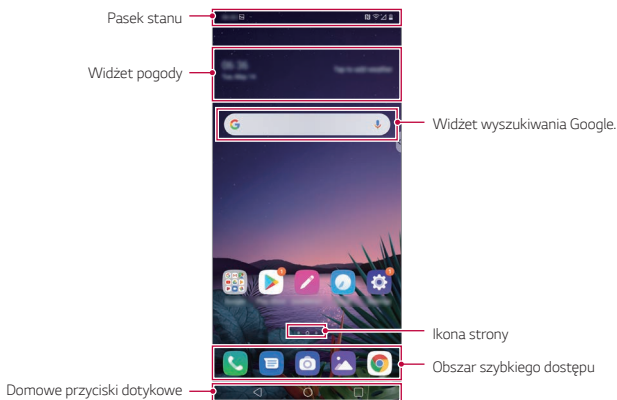 Pasek stanu
Widżet pogody
Widżet wyszukiwania Google.
Ikona strony
Obszar szybkiego dostępu
Domowe przyciski dotykowe